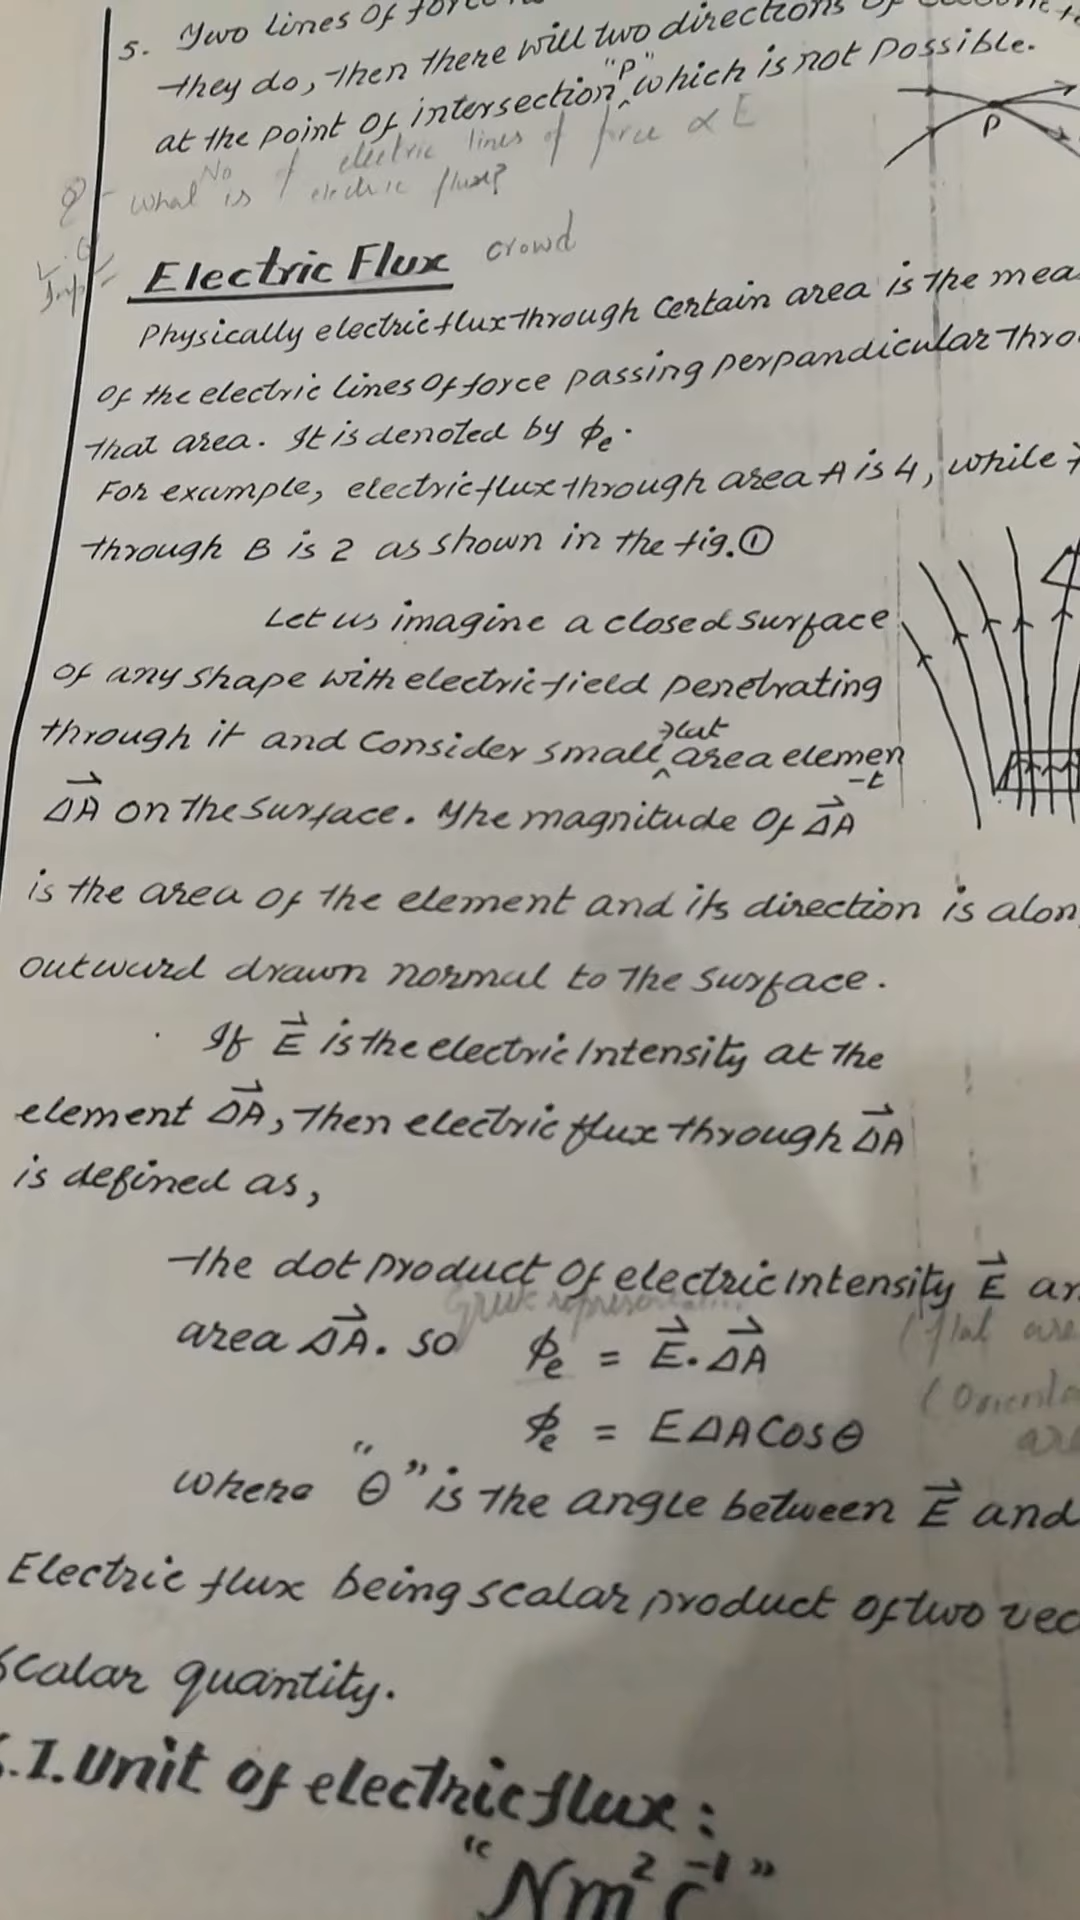 5. Two lines of force
they do, then there will two directions of
at the point of intersection "P" which is not possible.
No of electric lines of force ∝ E
Q- what is electric flux?
Electric Flux crowd
Imp
Physically electric flux through certain area is the mea
of the electric lines of force passing perpandicular thro
that area. It is denoted by ϕe.
For example, electric flux through area A is 4, while
through B is 2 as shown in the fig.①
Let us imagine a closed surface
of any shape with electric field penetrating
through it and consider small flat area elemen
-t
ΔA⃗ on the surface. The magnitude of ΔA⃗
is the area of the element and its direction is alon
outward drawn normal to the surface.
If E⃗ is the electric Intensity at the
element ΔA⃗, then electric flux through ΔA⃗
is defined as,
the dot product of electric intensity E⃗ an
area ΔA⃗. so ϕe = E⃗.ΔA⃗
(flat are
ϕe = EΔACosθ
where "θ" is the angle between E⃗ and
Electric flux being scalar product of two vec
scalar quantity.
S.I. Unit of electric flux:
"Nm²C⁻¹"
P